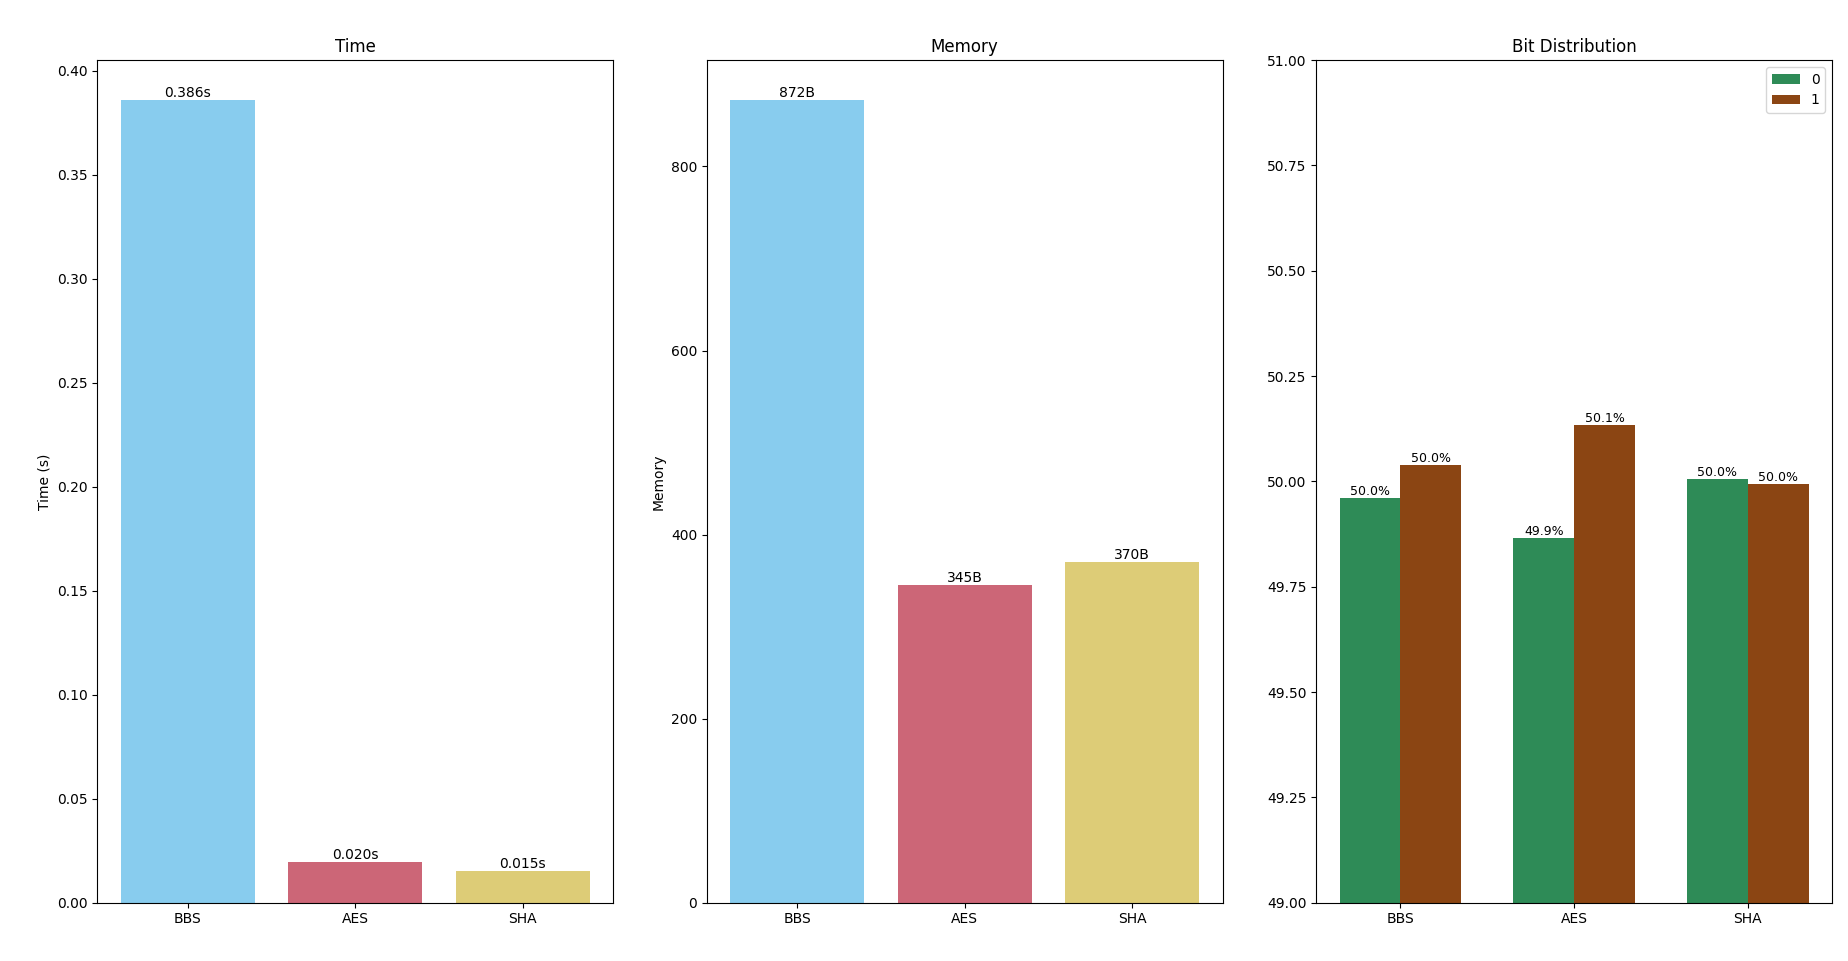 Time
0.40
0.35
0.30
0.25
0.20
0.15
0.10
0.05
0.00
Time (s)
0.386s
0.020s
0.015s
BBS
AES
SHA
Memory
800
600
400
200
0
Memory
872B
345B
370B
BBS
AES
SHA
Bit Distribution
51.00
50.75
50.50
50.25
50.00
49.75
49.50
49.25
49.00
0
1
50.0%
50.0%
49.9%
50.1%
50.0%
50.0%
BBS
AES
SHA